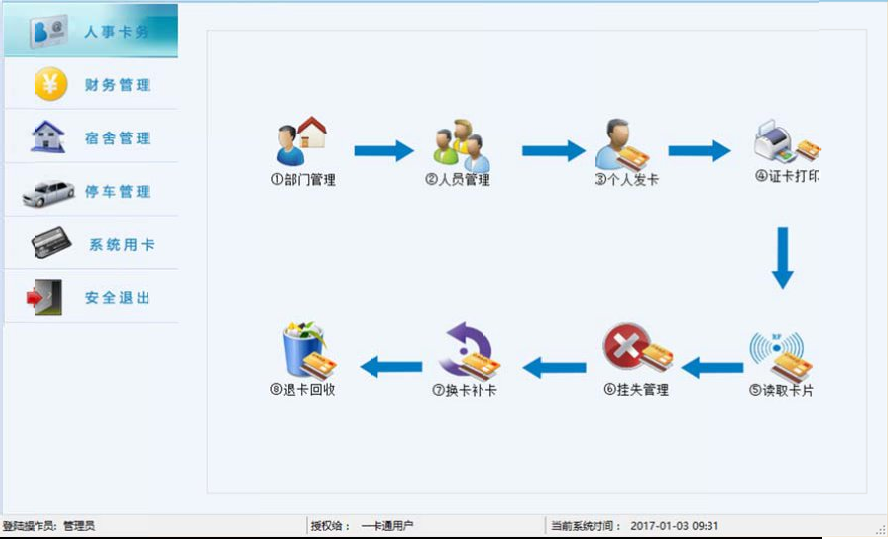 人事卡务
财务管理
宿舍管理
停车管理
系统用卡
安全退出
①部门管理
②人员管理
③个人发卡
④证卡打印
⑤读取卡片
⑥挂失管理
⑦换卡补卡
⑧退卡回收
登陆操作员: 管理员
授权给： 一卡通用户
当前系统时间： 2017-01-03 09:31